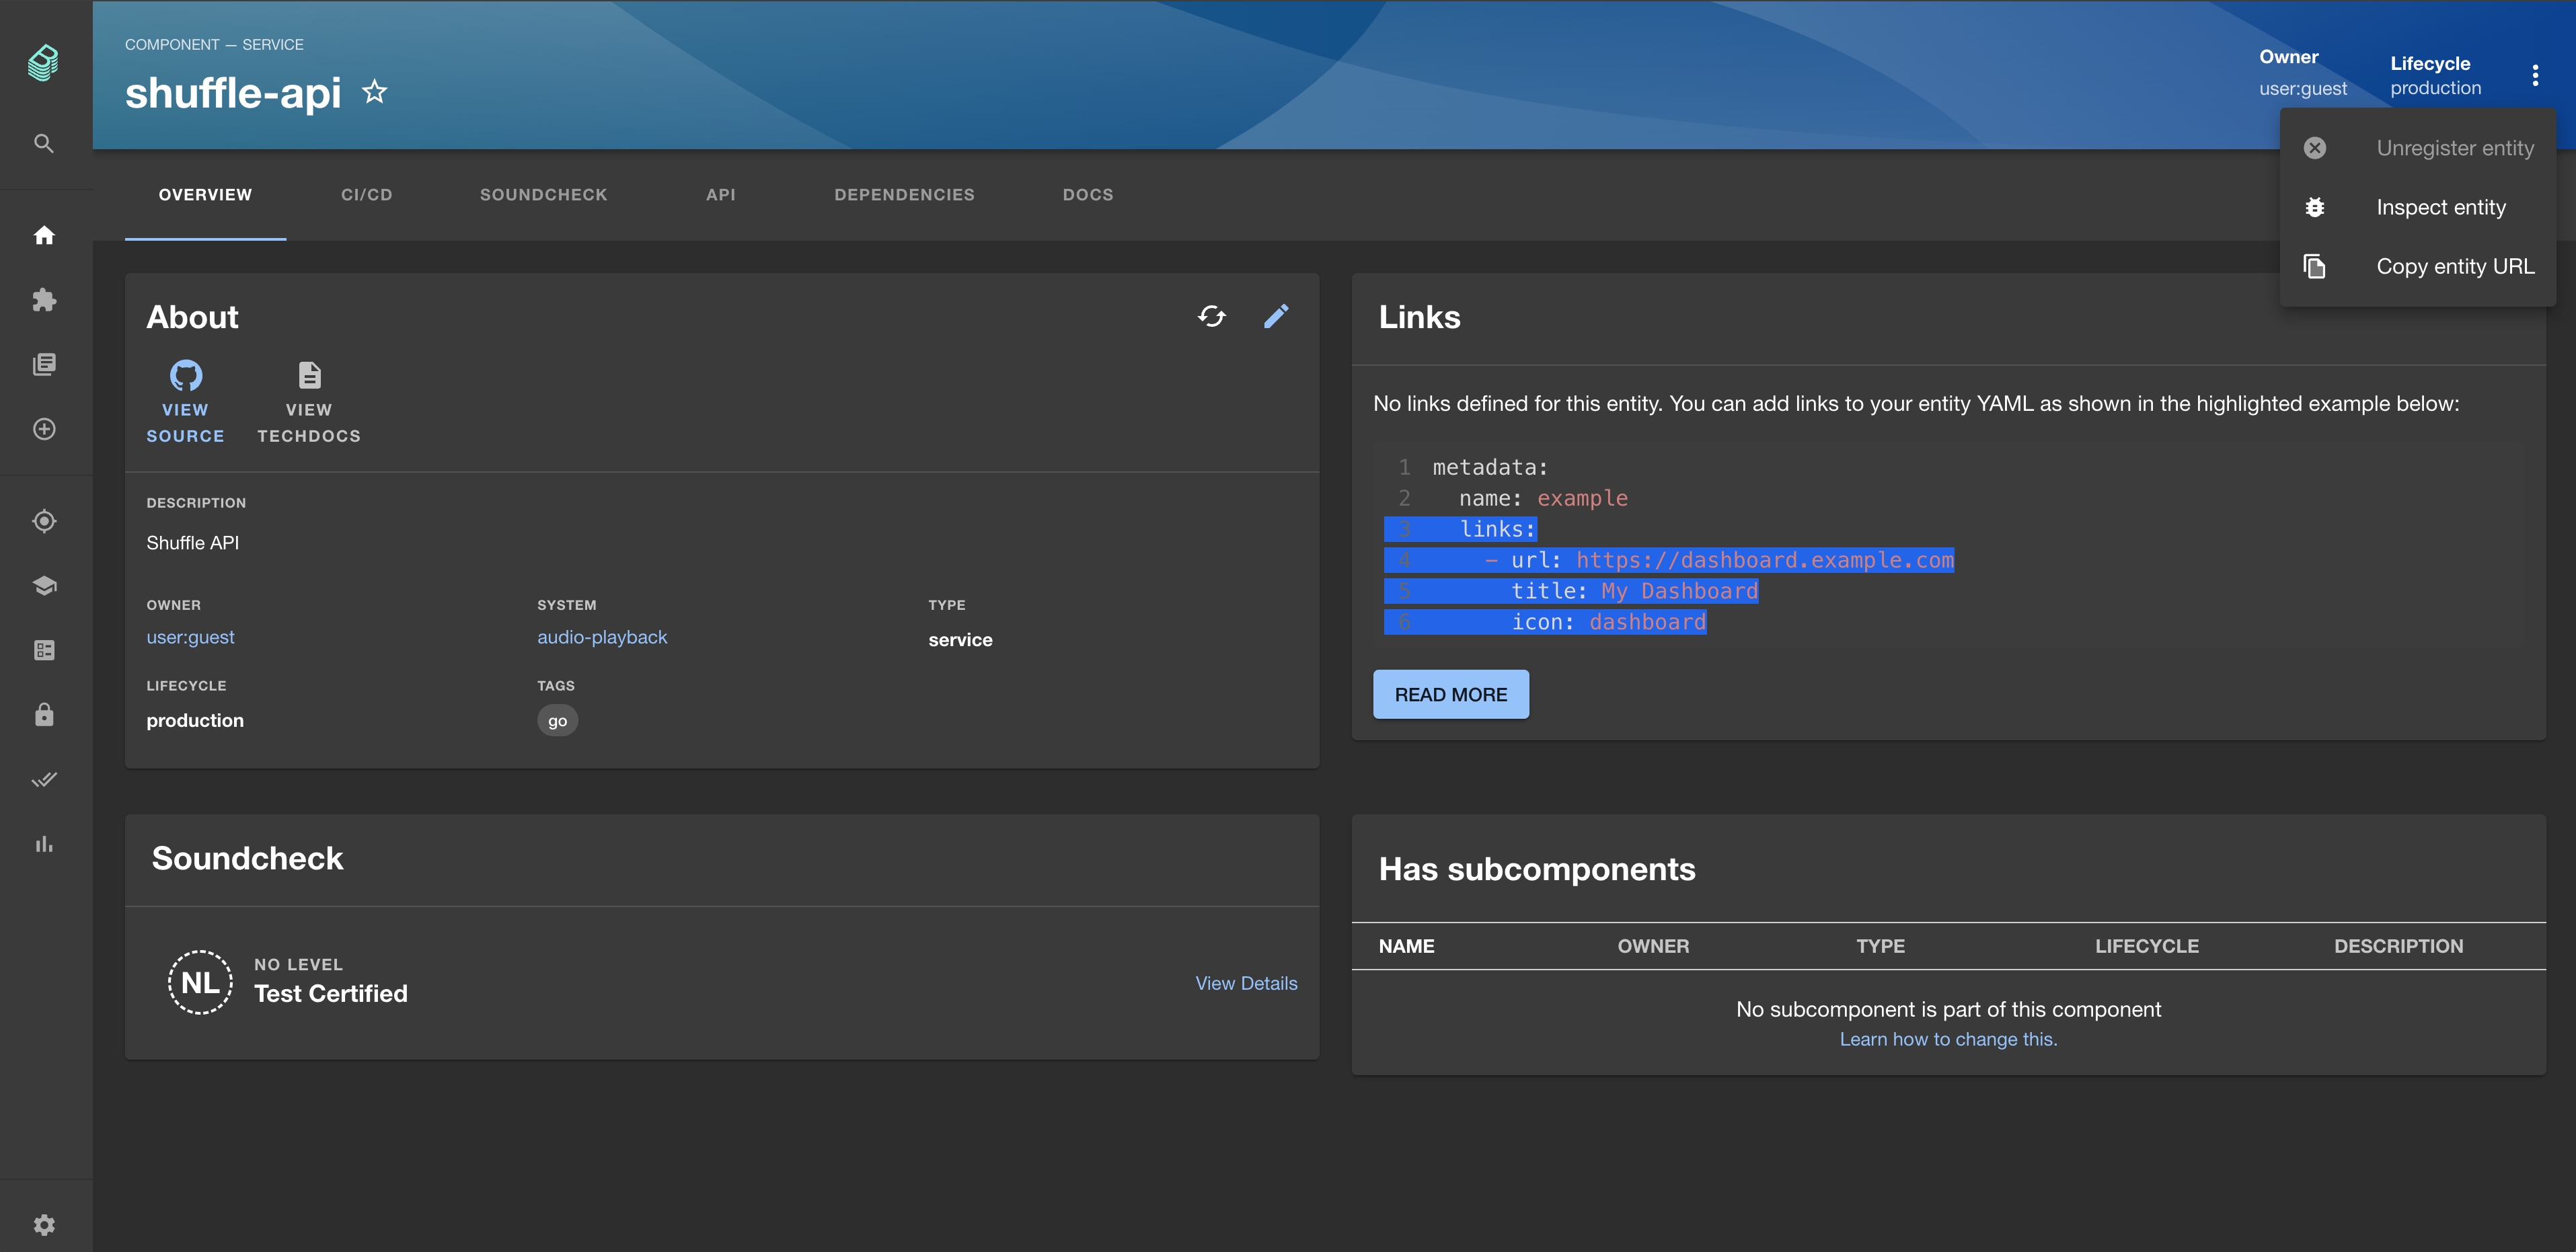 COMPONENT — SERVICE
shuffle-api
Owner
user:guest
Lifecycle
production
Unregister entity
Inspect entity
Copy entity URL
OVERVIEW
CI/CD
SOUNDCHECK
API
DEPENDENCIES
DOCS
About
VIEW
SOURCE
VIEW
TECHDOCS
DESCRIPTION
Shuffle API
OWNER
user:guest
SYSTEM
audio-playback
TYPE
service
LIFECYCLE
production
TAGS
go
Links
No links defined for this entity. You can add links to your entity YAML as shown in the highlighted example below:
1 metadata:
2   name: example
3   links:
4     - url: https://dashboard.example.com
5       title: My Dashboard
6       icon: dashboard
READ MORE
Soundcheck
NL
NO LEVEL
Test Certified
View Details
Has subcomponents
NAME OWNER TYPE LIFECYCLE DESCRIPTION
No subcomponent is part of this component
Learn how to change this.